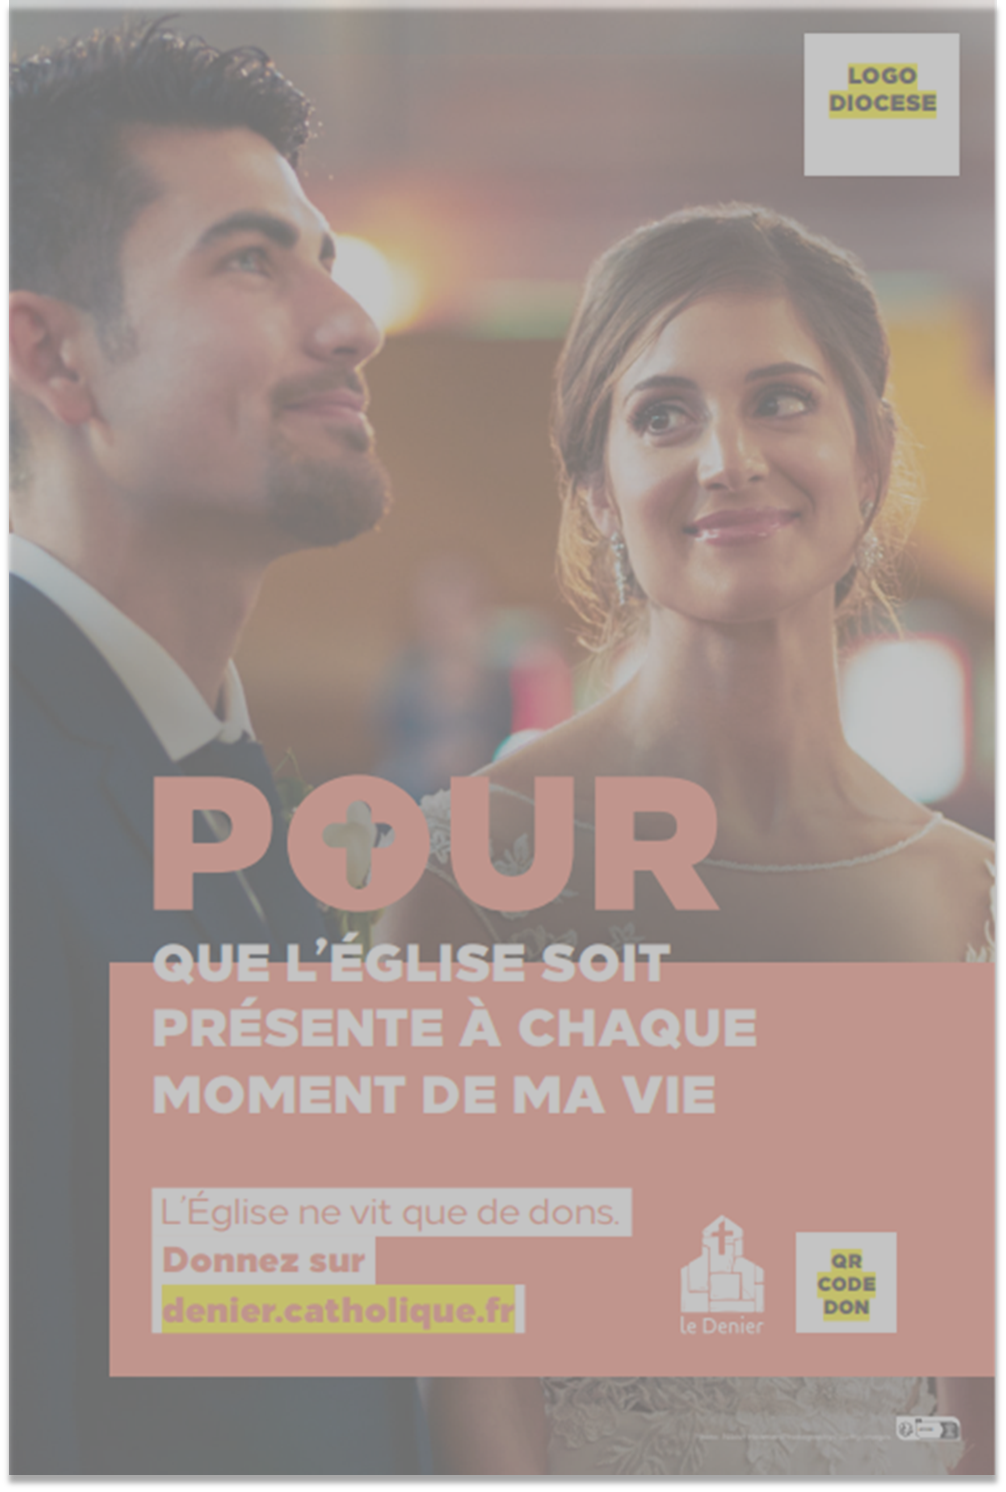 LOGO
DIOCESE
POUR
QUE L'ÉGLISE SOIT
PRÉSENTE À CHAQUE
MOMENT DE MA VIE
L'Église ne vit que de dons.
Donnez sur
denier.catholique.fr
le Denier
QR
CODE
DON